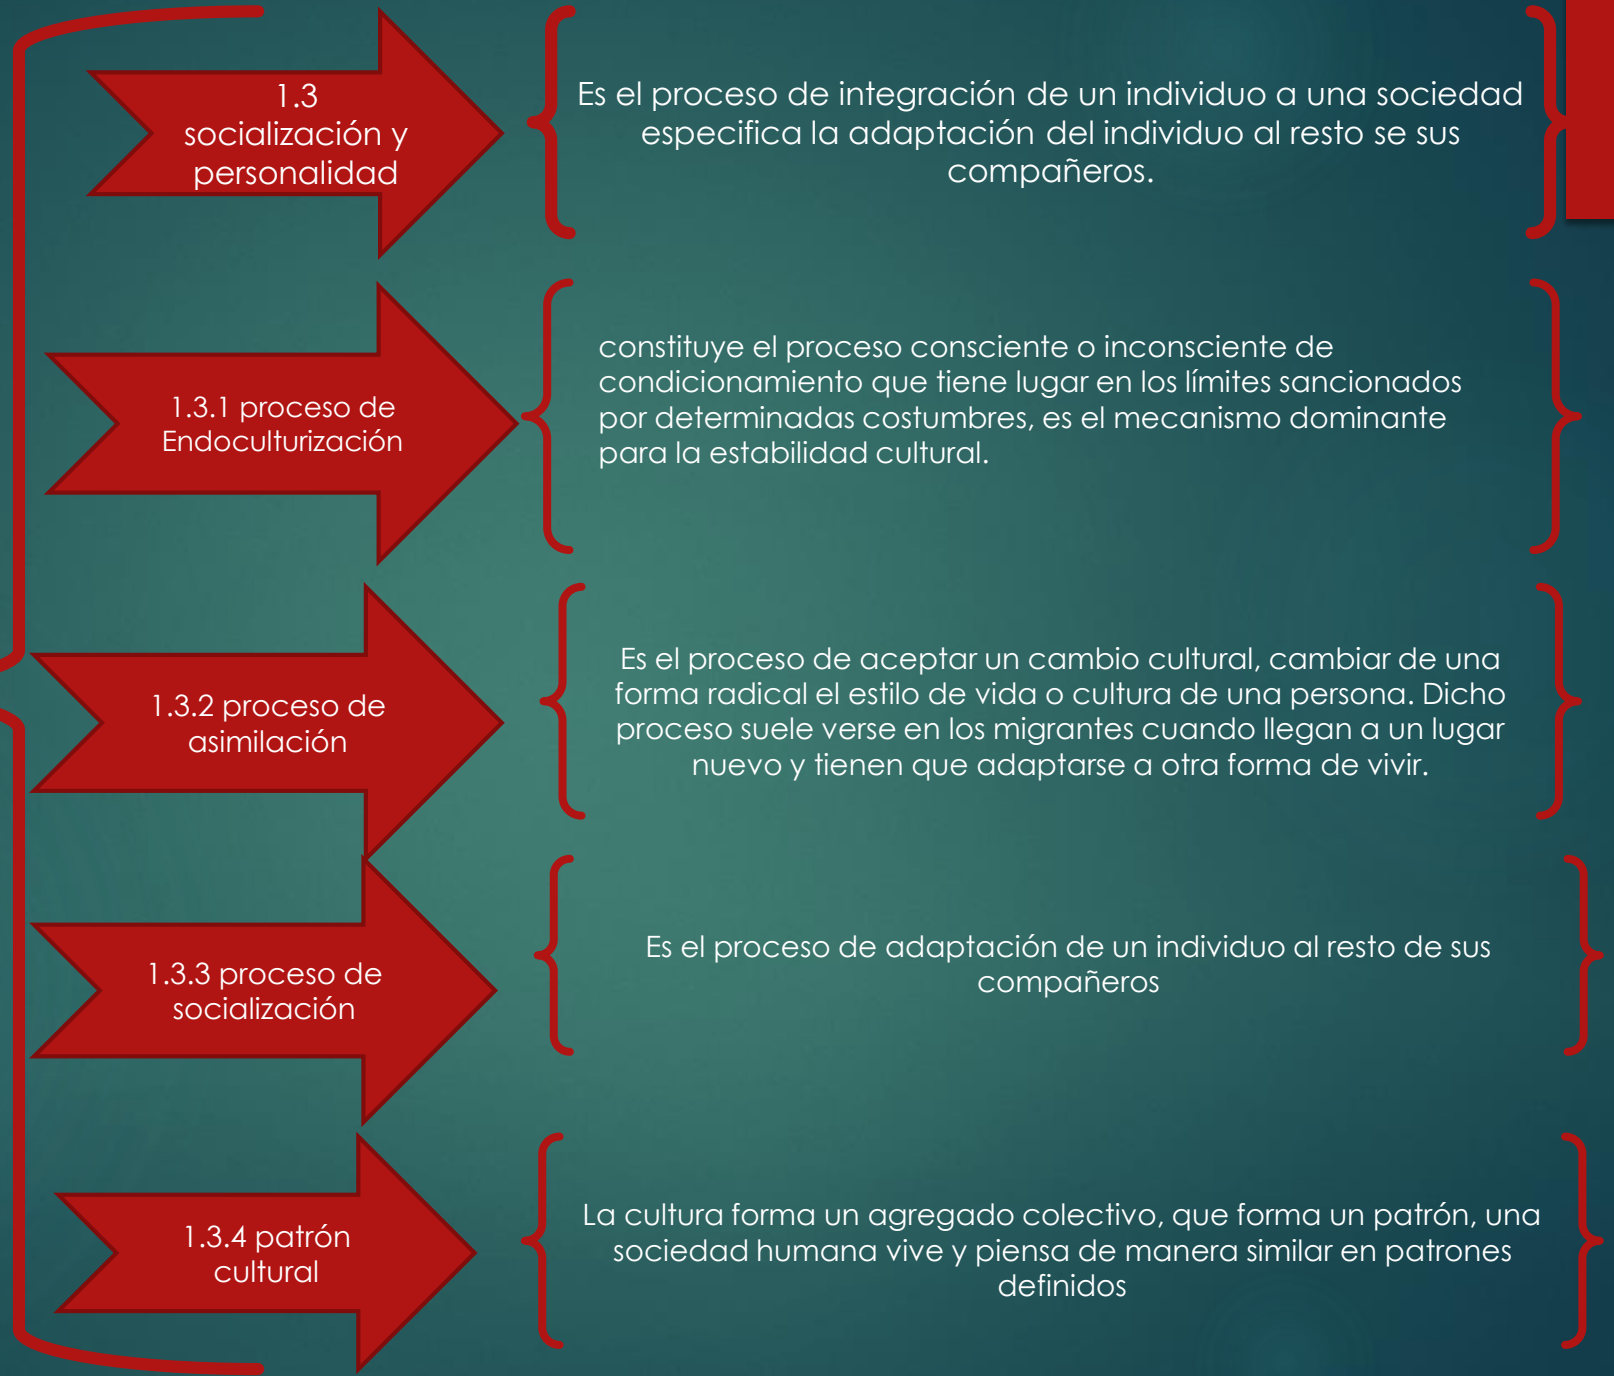 1.3
socialización y
personalidad
Es el proceso de integración de un individuo a una sociedad
especifica la adaptación del individuo al resto se sus
compañeros.
1.3.1 proceso de
Endoculturización
constituye el proceso consciente o inconsciente de
condicionamiento que tiene lugar en los límites sancionados
por determinadas costumbres, es el mecanismo dominante
para la estabilidad cultural.
1.3.2 proceso de
asimilación
Es el proceso de aceptar un cambio cultural, cambiar de una
forma radical el estilo de vida o cultura de una persona. Dicho
proceso suele verse en los migrantes cuando llegan a un lugar
nuevo y tienen que adaptarse a otra forma de vivir.
1.3.3 proceso de
socialización
Es el proceso de adaptación de un individuo al resto de sus
compañeros
1.3.4 patrón
cultural
La cultura forma un agregado colectivo, que forma un patrón, una
sociedad humana vive y piensa de manera similar en patrones
definidos